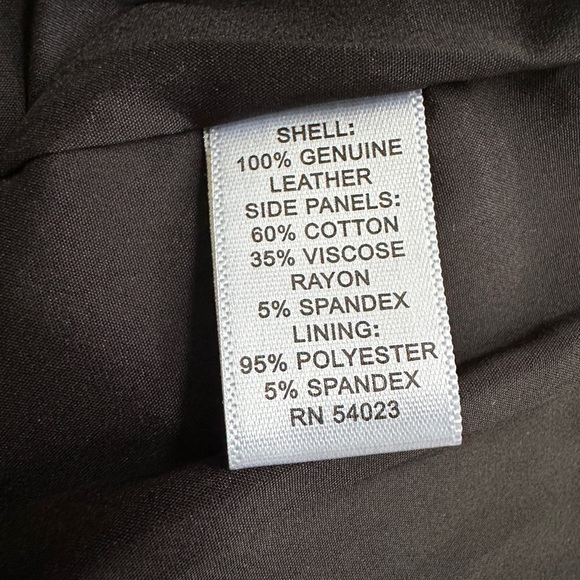 SHELL:
100% GENUINE
LEATHER
SIDE PANELS:
60% COTTON
35% VISCOSE
RAYON
5% SPANDEX
LINING:
95% POLYESTER
5% SPANDEX
RN 54023